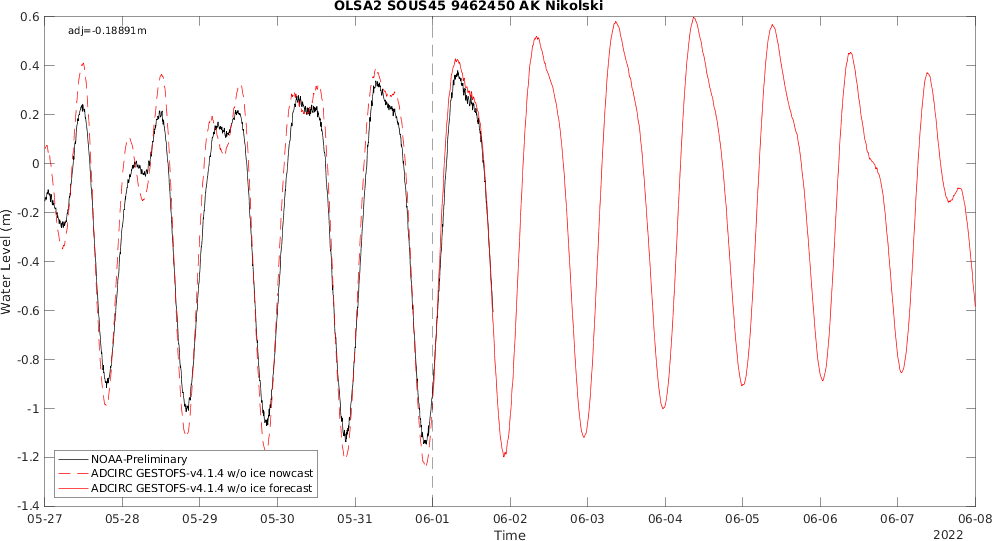 OLSA2 SOUS45 9462450 AK Nikolski
adj=-0.18891m
0.6
0.4
0.2
0
-0.2
-0.4
-0.6
-0.8
-1
-1.2
-1.4
Water Level (m)
NOAA-Preliminary
ADCIRC GESTOFS-v4.1.4 w/o ice nowcast
ADCIRC GESTOFS-v4.1.4 w/o ice forecast
05-27 05-28 05-29 05-30 05-31 06-01 06-02 06-03 06-04 06-05 06-06 06-07 06-08
Time
2022